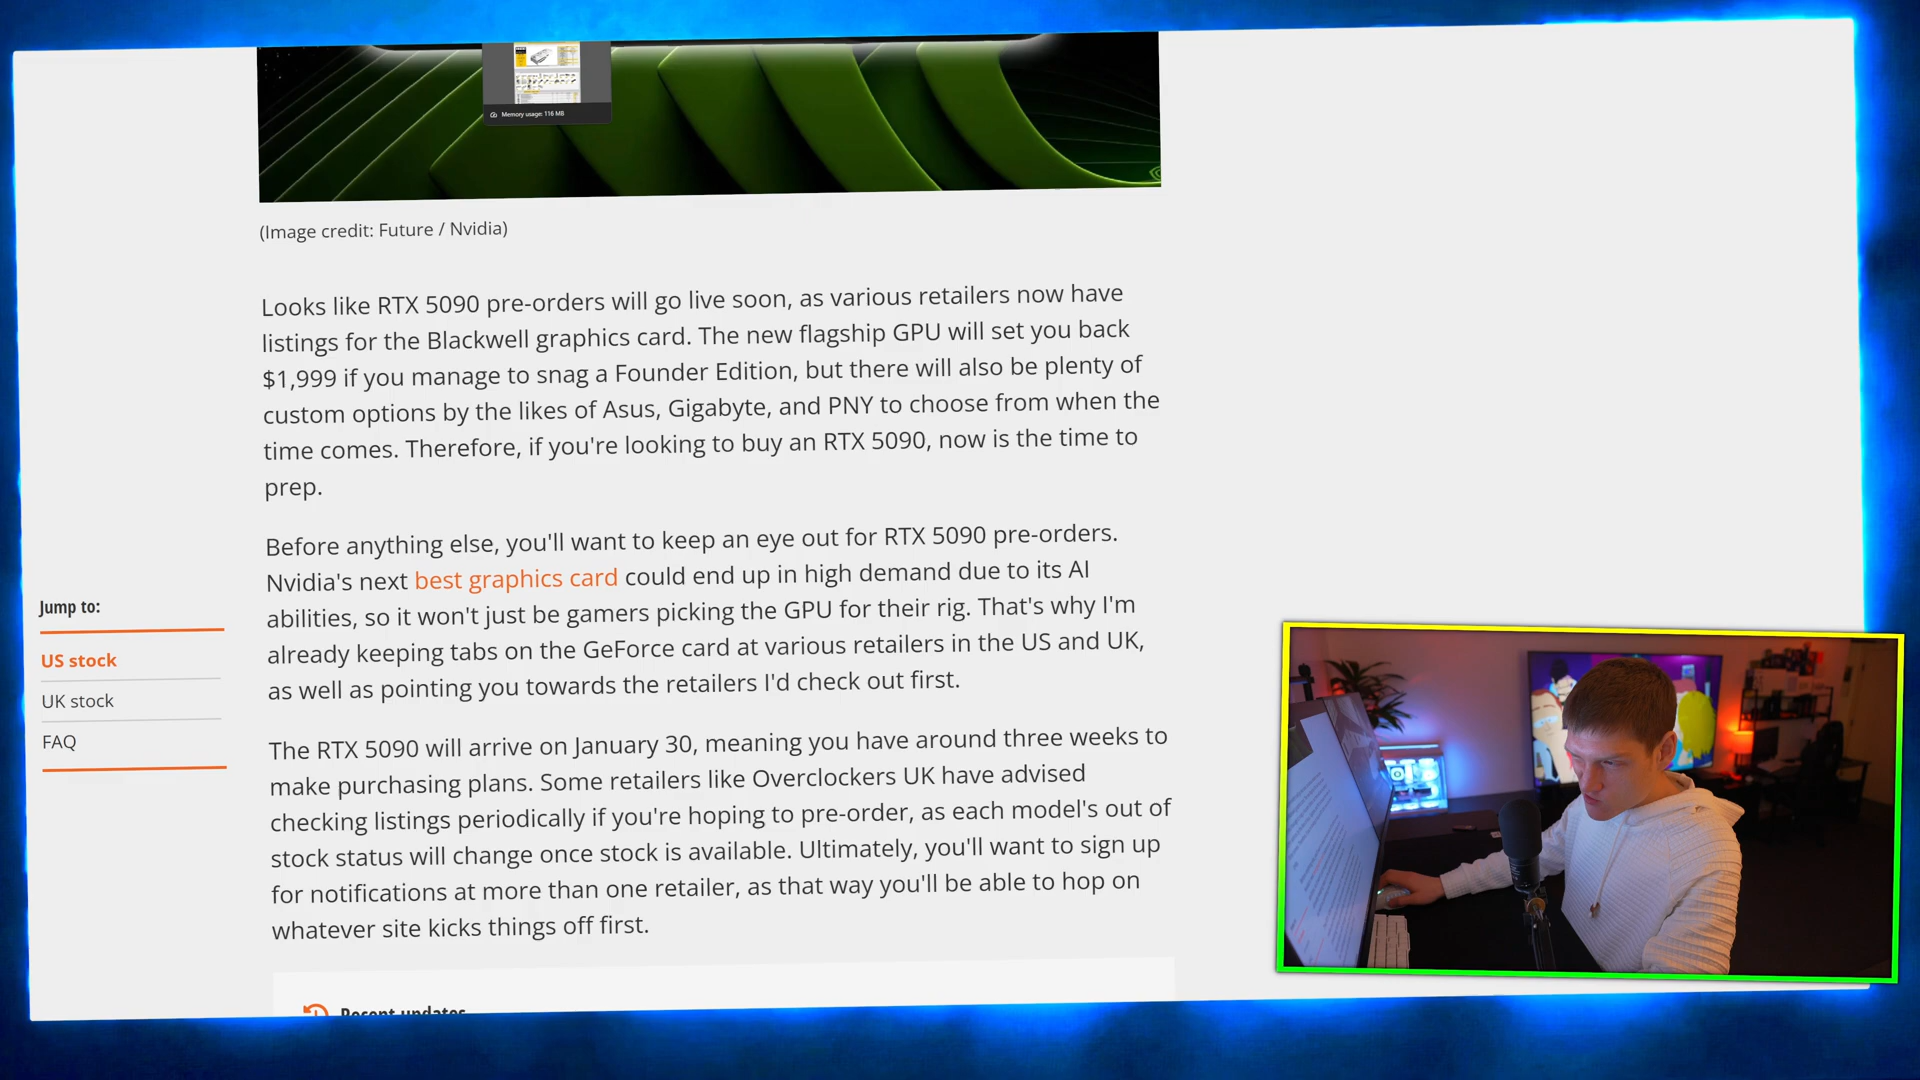 Memory usage: 116 MB
(Image credit: Future / Nvidia)
Looks like RTX 5090 pre-orders will go live soon, as various retailers now have
listings for the Blackwell graphics card. The new flagship GPU will set you back
$1,999 if you manage to snag a Founder Edition, but there will also be plenty of
custom options by the likes of Asus, Gigabyte, and PNY to choose from when the
time comes. Therefore, if you're looking to buy an RTX 5090, now is the time to
prep.
Before anything else, you'll want to keep an eye out for RTX 5090 pre-orders.
Nvidia's next best graphics card could end up in high demand due to its AI
abilities, so it won't just be gamers picking the GPU for their rig. That's why I'm
already keeping tabs on the GeForce card at various retailers in the US and UK,
as well as pointing you towards the retailers I'd check out first.
The RTX 5090 will arrive on January 30, meaning you have around three weeks to
make purchasing plans. Some retailers like Overclockers UK have advised
checking listings periodically if you're hoping to pre-order, as each model's out of
stock status will change once stock is available. Ultimately, you'll want to sign up
for notifications at more than one retailer, as that way you'll be able to hop on
whatever site kicks things off first.
Jump to:
US stock
UK stock
FAQ
Recent updates